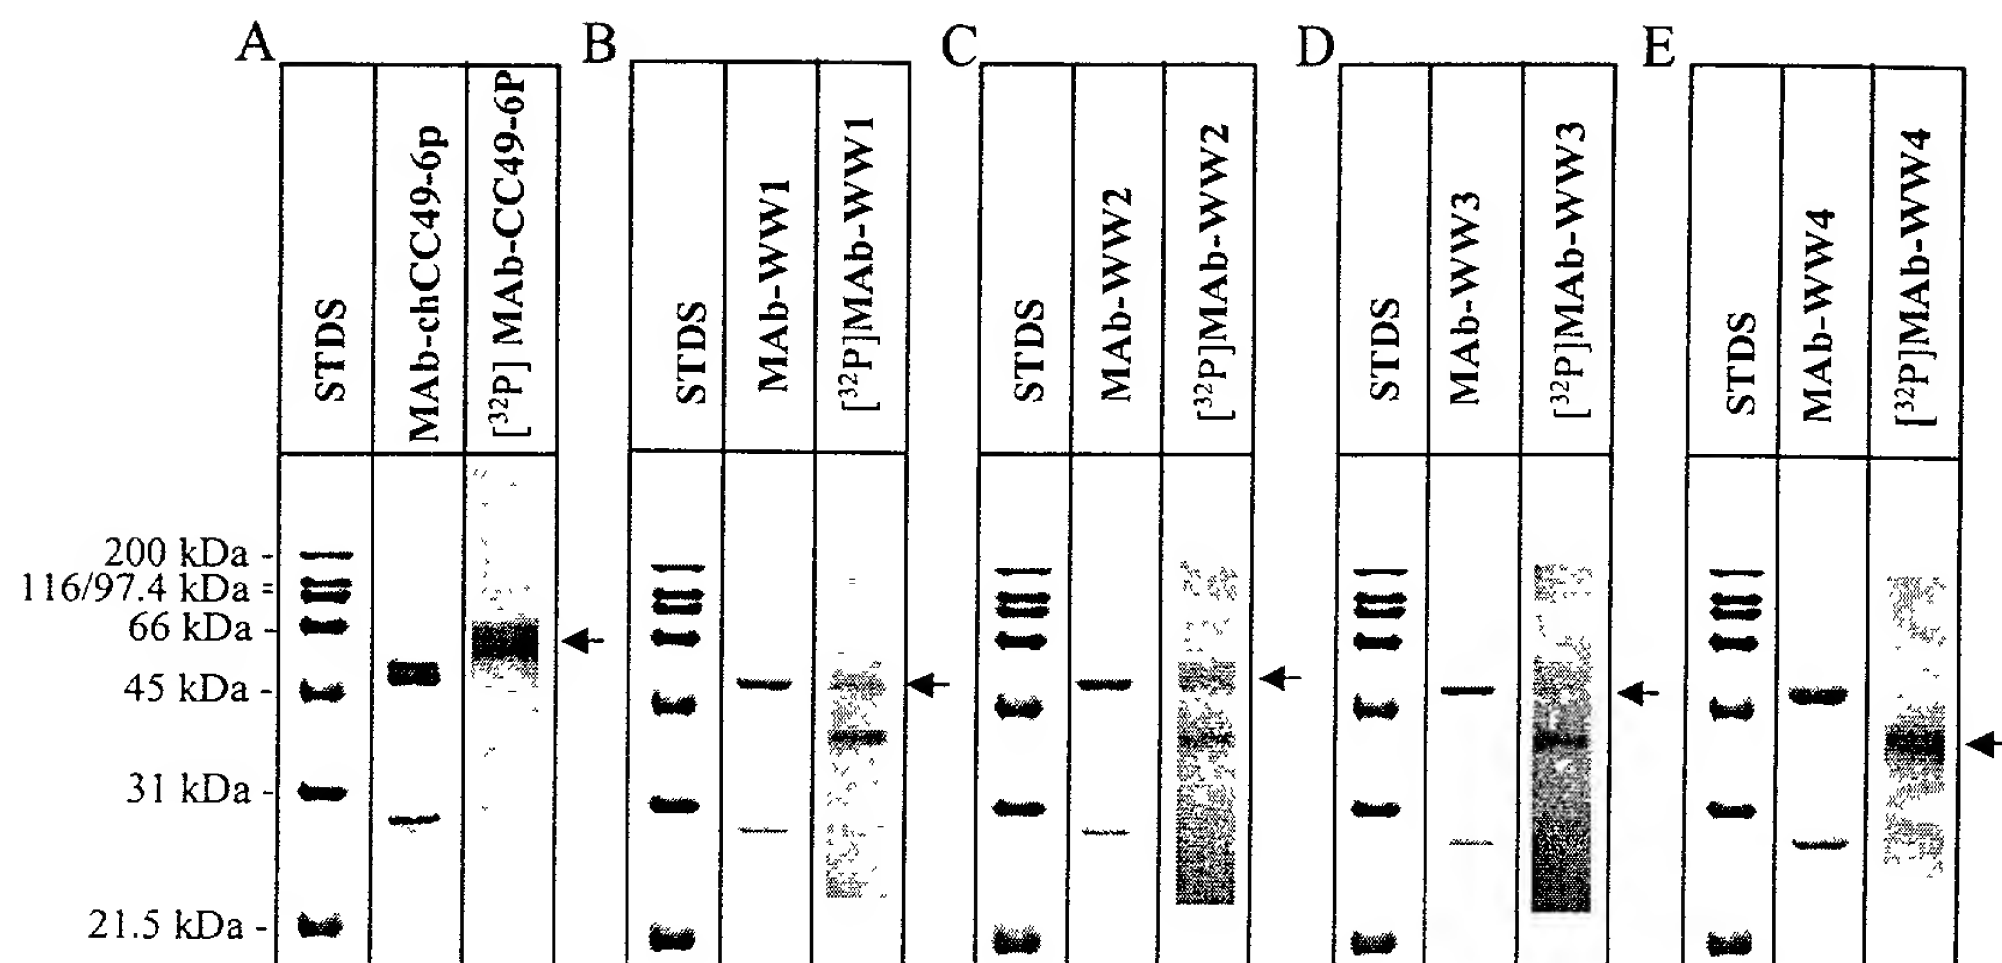 A
B
C
D
E
STDS
MAb-chCC49-6p
[³²P] MAb-CC49-6P
STDS
MAb-WW1
[³²P]MAb-WW1
STDS
MAb-WW2
[³²P]MAb-WW2
STDS
MAb-WW3
[³²P]MAb-WW3
STDS
MAb-WW4
[³²P]MAb-WW4
200 kDa -
116/97.4 kDa =
66 kDa -
45 kDa -
31 kDa -
21.5 kDa -